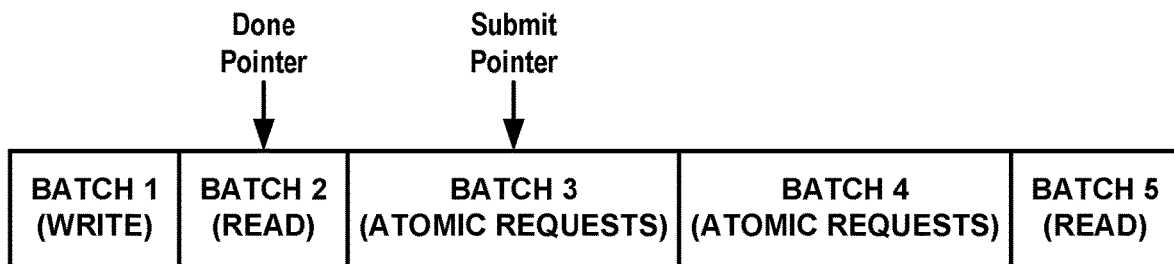 Done
Pointer
Submit
Pointer
BATCH 1
(WRITE)
BATCH 2
(READ)
BATCH 3
(ATOMIC REQUESTS)
BATCH 4
(ATOMIC REQUESTS)
BATCH 5
(READ)